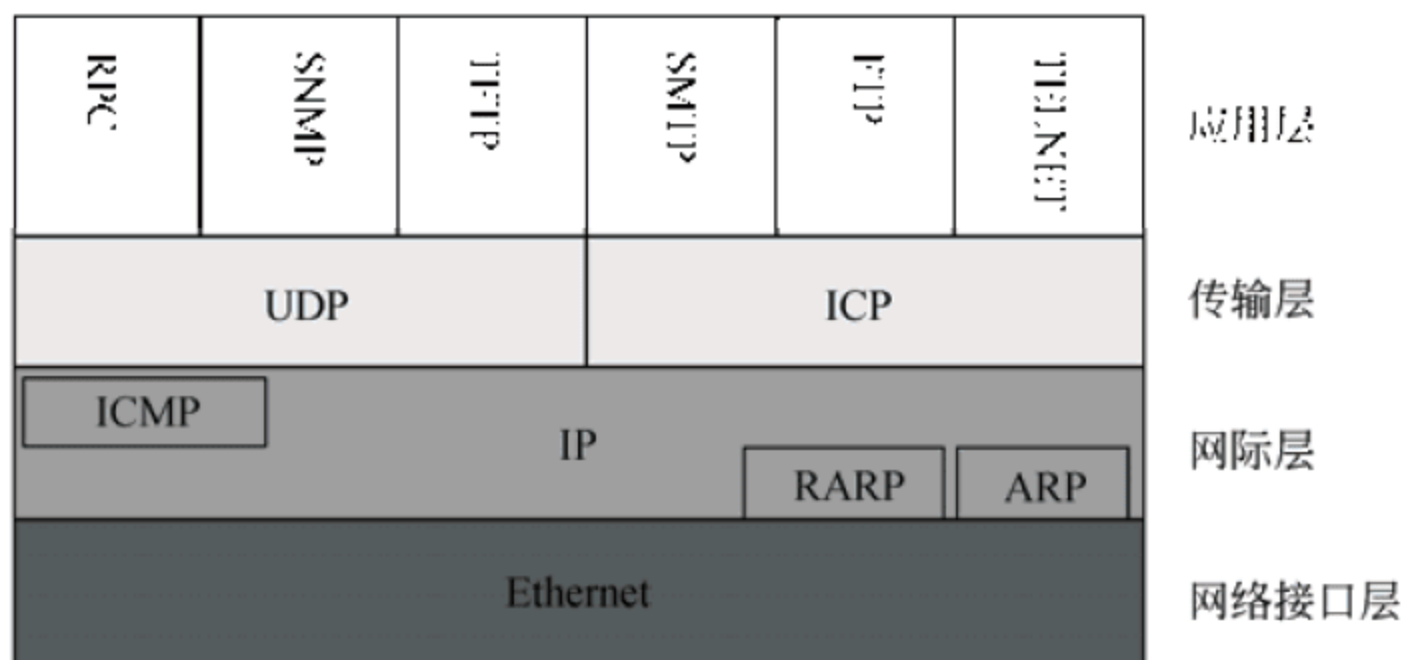 RPC
SNMP
TFTP
SMTP
FTP
TELNET
应用层
UDP
ICP
传输层
ICMP
IP
RARP
ARP
网际层
Ethernet
网络接口层